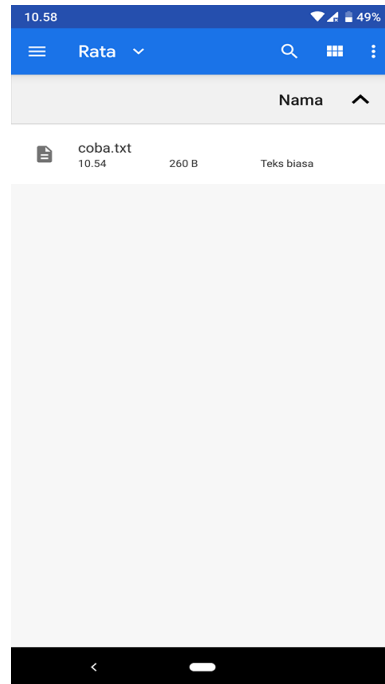 10.58 49%
Rata
Nama
coba.txt
10.54 260 B Teks biasa